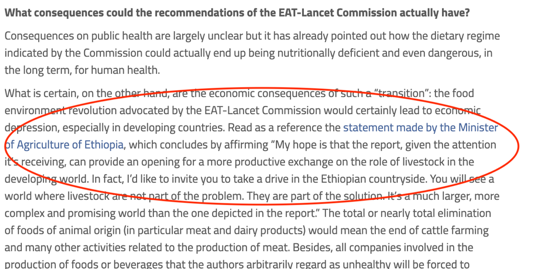 What consequences could the recommendations of the EAT-Lancet Commission actually have?
Consequences on public health are largely unclear but it has already pointed out how the dietary regime
indicated by the Commission could actually end up being nutritionally deficient and even dangerous, in
the long term, for human health.
What is certain, on the other hand, are the economic consequences of such a "transition": the food
environment revolution advocated by the EAT-Lancet Commission would certainly lead to economic
depression, especially in developing countries. Read as a reference the statement made by the Minister
of Agriculture of Ethiopia, which concludes by affirming "My hope is that the report, given the attention
it's receiving, can provide an opening for a more productive exchange on the role of livestock in the
developing world. In fact, I'd like to invite you to take a drive in the Ethiopian countryside. You will see a
world where livestock are not part of the problem. They are part of the solution. It's a much larger, more
complex and promising world than the one depicted in the report." The total or nearly total elimination
of foods of animal origin (in particular meat and dairy products) would mean the end of cattle farming
and many other activities related to the production of meat. Besides, all companies involved in the
production of foods or beverages that the authors arbitrarily regard as unhealthy will be forced to